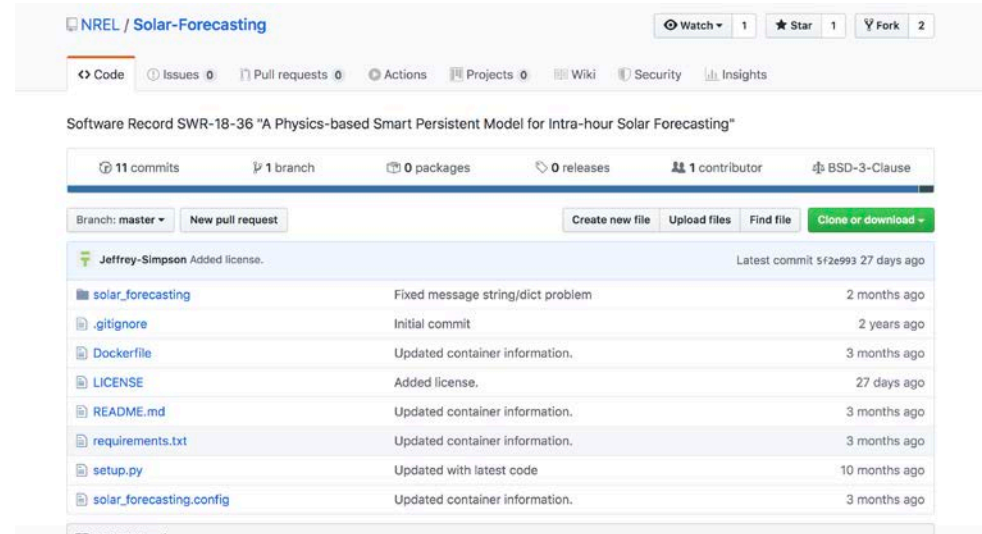 NREL / Solar-Forecasting
Watch 1 Star 1 Fork 2
Code Issues 0 Pull requests 0 Actions Projects 0 Wiki Security Insights
Software Record SWR-18-36 "A Physics-based Smart Persistent Model for Intra-hour Solar Forecasting"
11 commits 1 branch 0 packages 0 releases 1 contributor BSD-3-Clause
Branch: master New pull request Create new file Upload files Find file Clone or download
Jeffrey-Simpson Added license. Latest commit 5f2e993 27 days ago
solar_forecasting Fixed message string/dict problem 2 months ago
.gitignore Initial commit 2 years ago
Dockerfile Updated container information. 3 months ago
LICENSE Added license. 27 days ago
README.md Updated container information. 3 months ago
requirements.txt Updated container information. 3 months ago
setup.py Updated with latest code 10 months ago
solar_forecasting.config Updated container information. 3 months ago